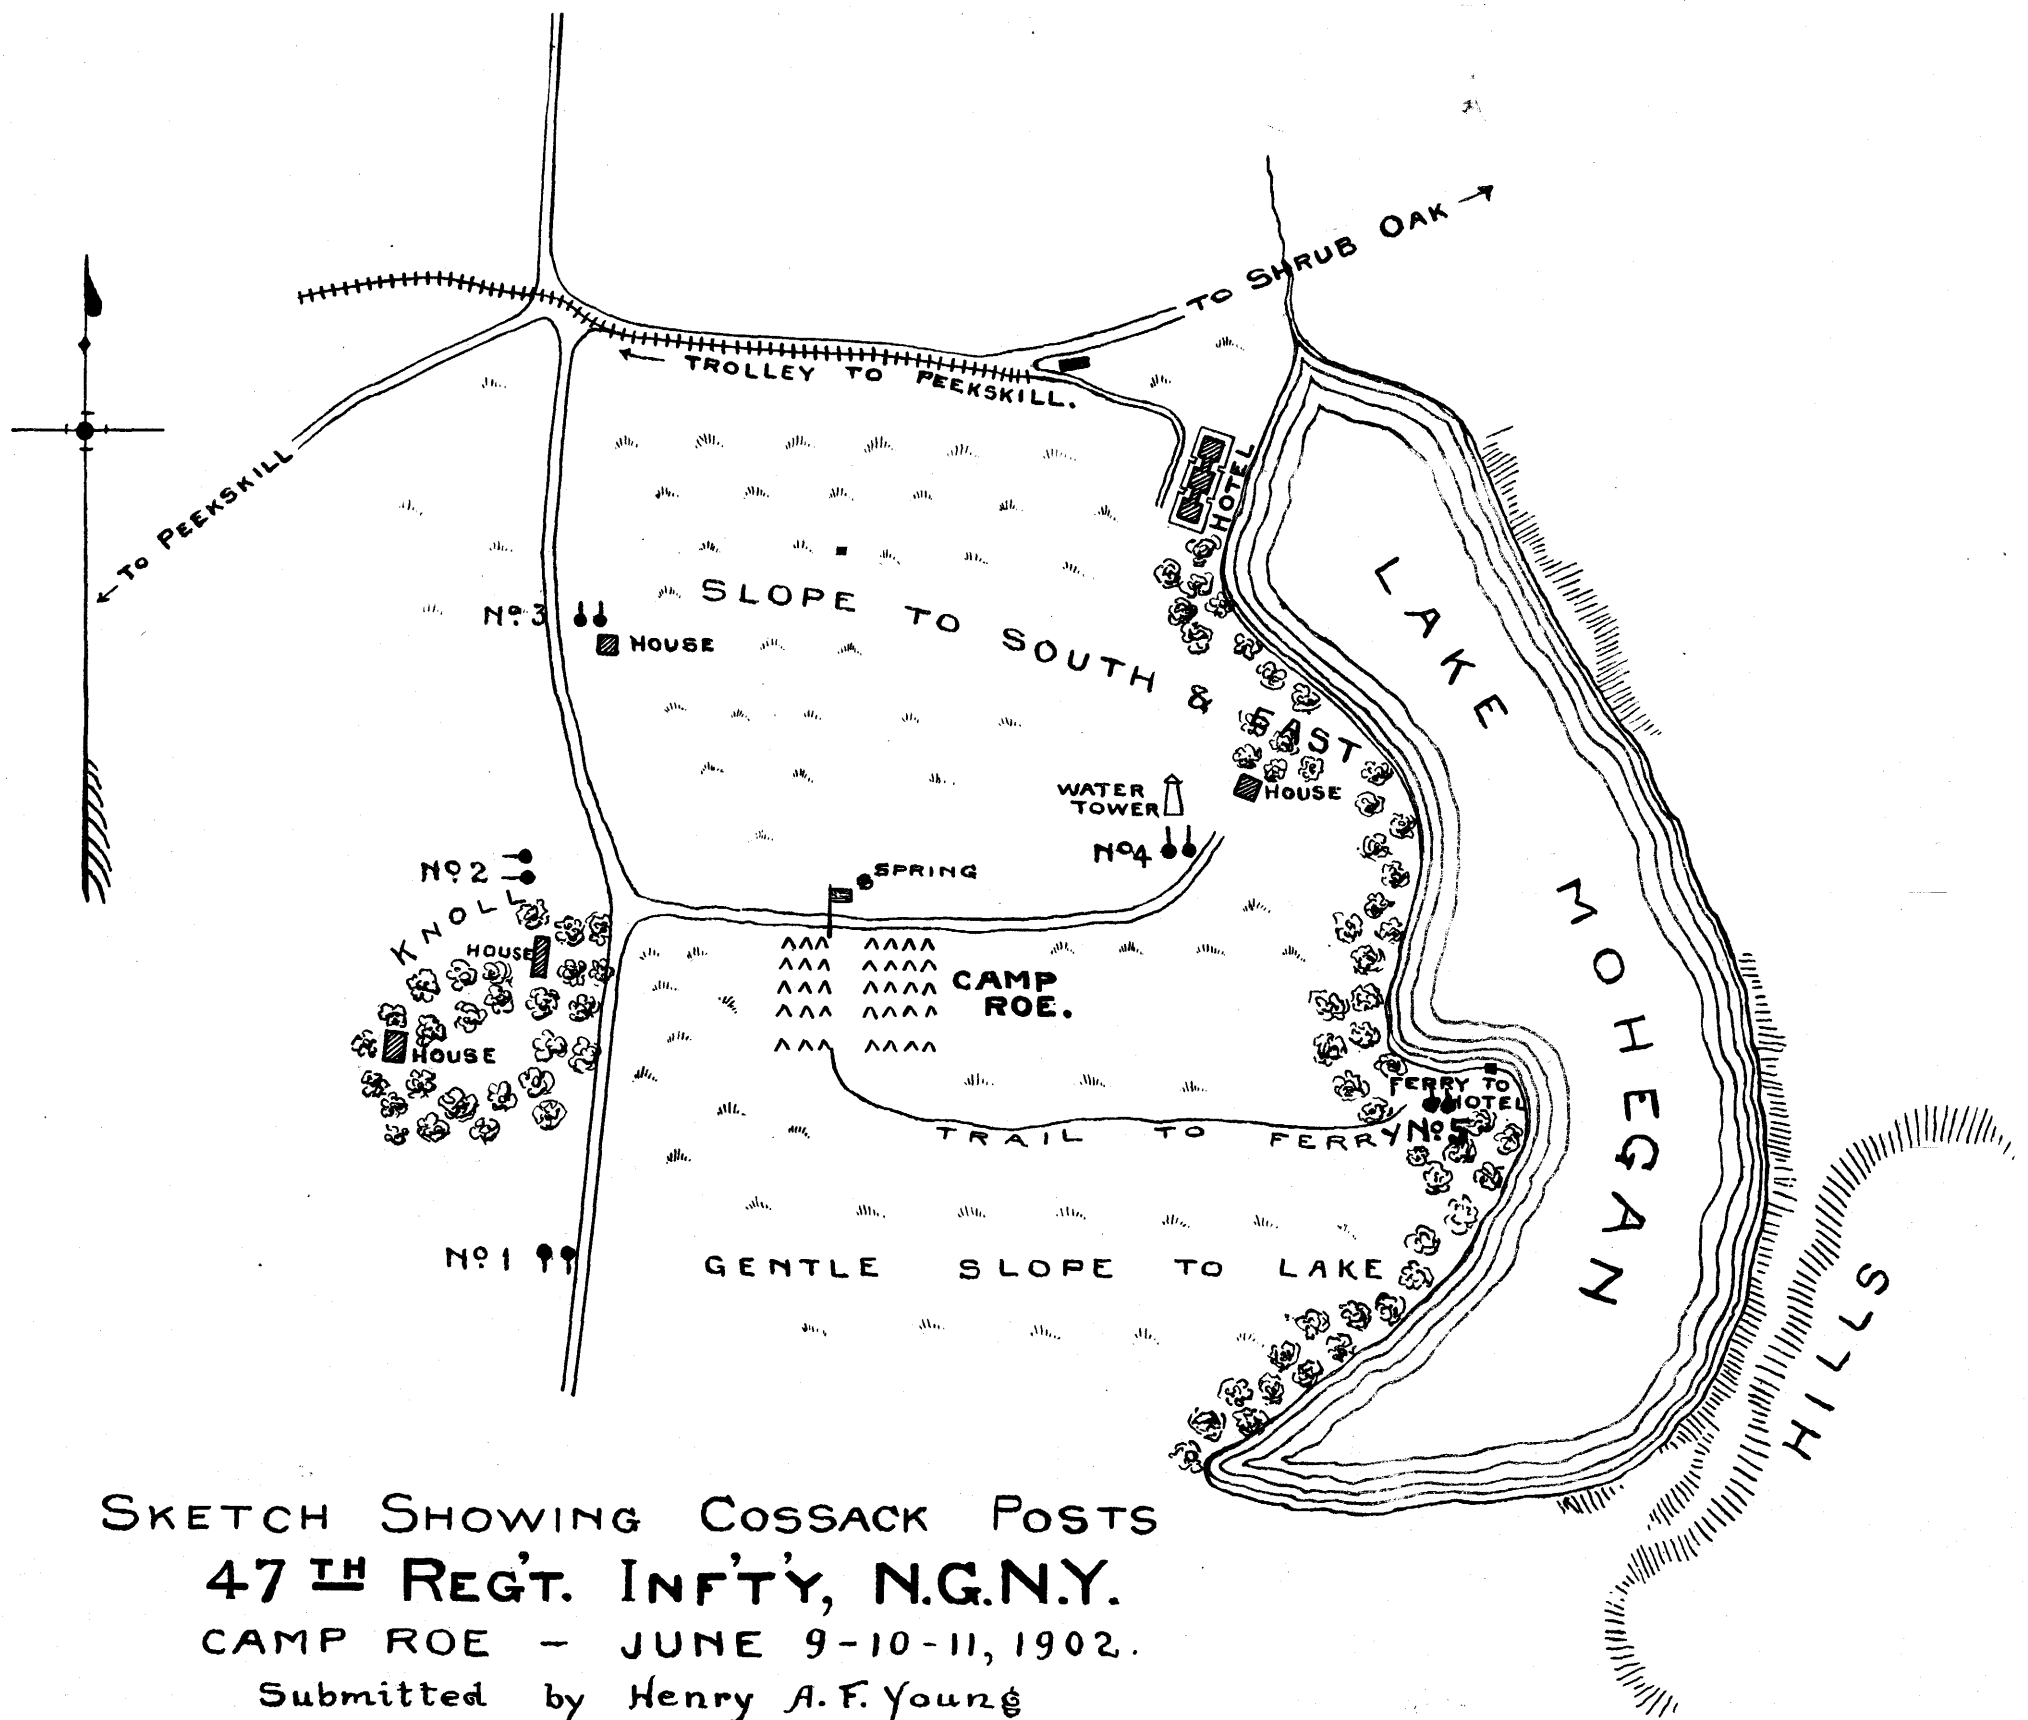 TO SHRUB OAK
TROLLEY TO PEEKSKILL.
TO PEEKSKILL
HOTEL
LAKE MOHEGAN
SLOPE TO SOUTH & EAST
No 3
HOUSE
WATER
TOWER
HOUSE
No 4
No 2
SPRING
KNOLL
HOUSE
CAMP
ROE.
HOUSE
FERRY TO
HOTEL
TRAIL TO FERRY
No 5
No 1
GENTLE SLOPE TO LAKE
HILLS
SKETCH SHOWING COSSACK POSTS
47TH REG'T. INF'T'Y, N.G.N.Y.
CAMP ROE - JUNE 9-10-11, 1902.
Submitted by Henry A. F. Young